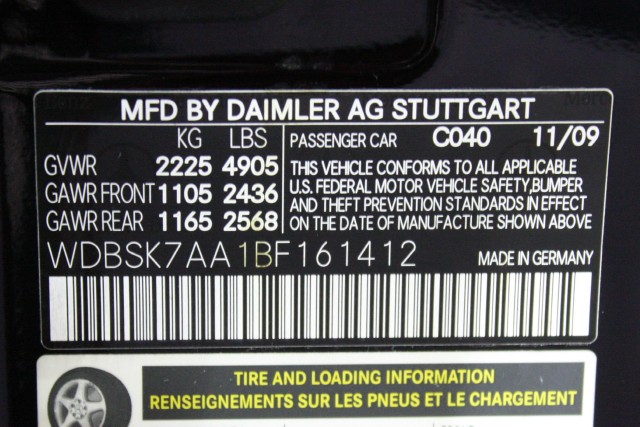 MFD BY DAIMLER AG STUTTGART
KG LBS PASSENGER CAR C040 11/09
GVWR 2225 4905
GAWR FRONT 1105 2436
GAWR REAR 1165 2568
THIS VEHICLE CONFORMS TO ALL APPLICABLE
U.S. FEDERAL MOTOR VEHICLE SAFETY,BUMPER
AND THEFT PREVENTION STANDARDS IN EFFECT
ON THE DATE OF MANUFACTURE SHOWN ABOVE
WDBSK7AA1BF161412 MADE IN GERMANY
TIRE AND LOADING INFORMATION
RENSEIGNEMENTS SUR LES PNEUS ET LE CHARGEMENT